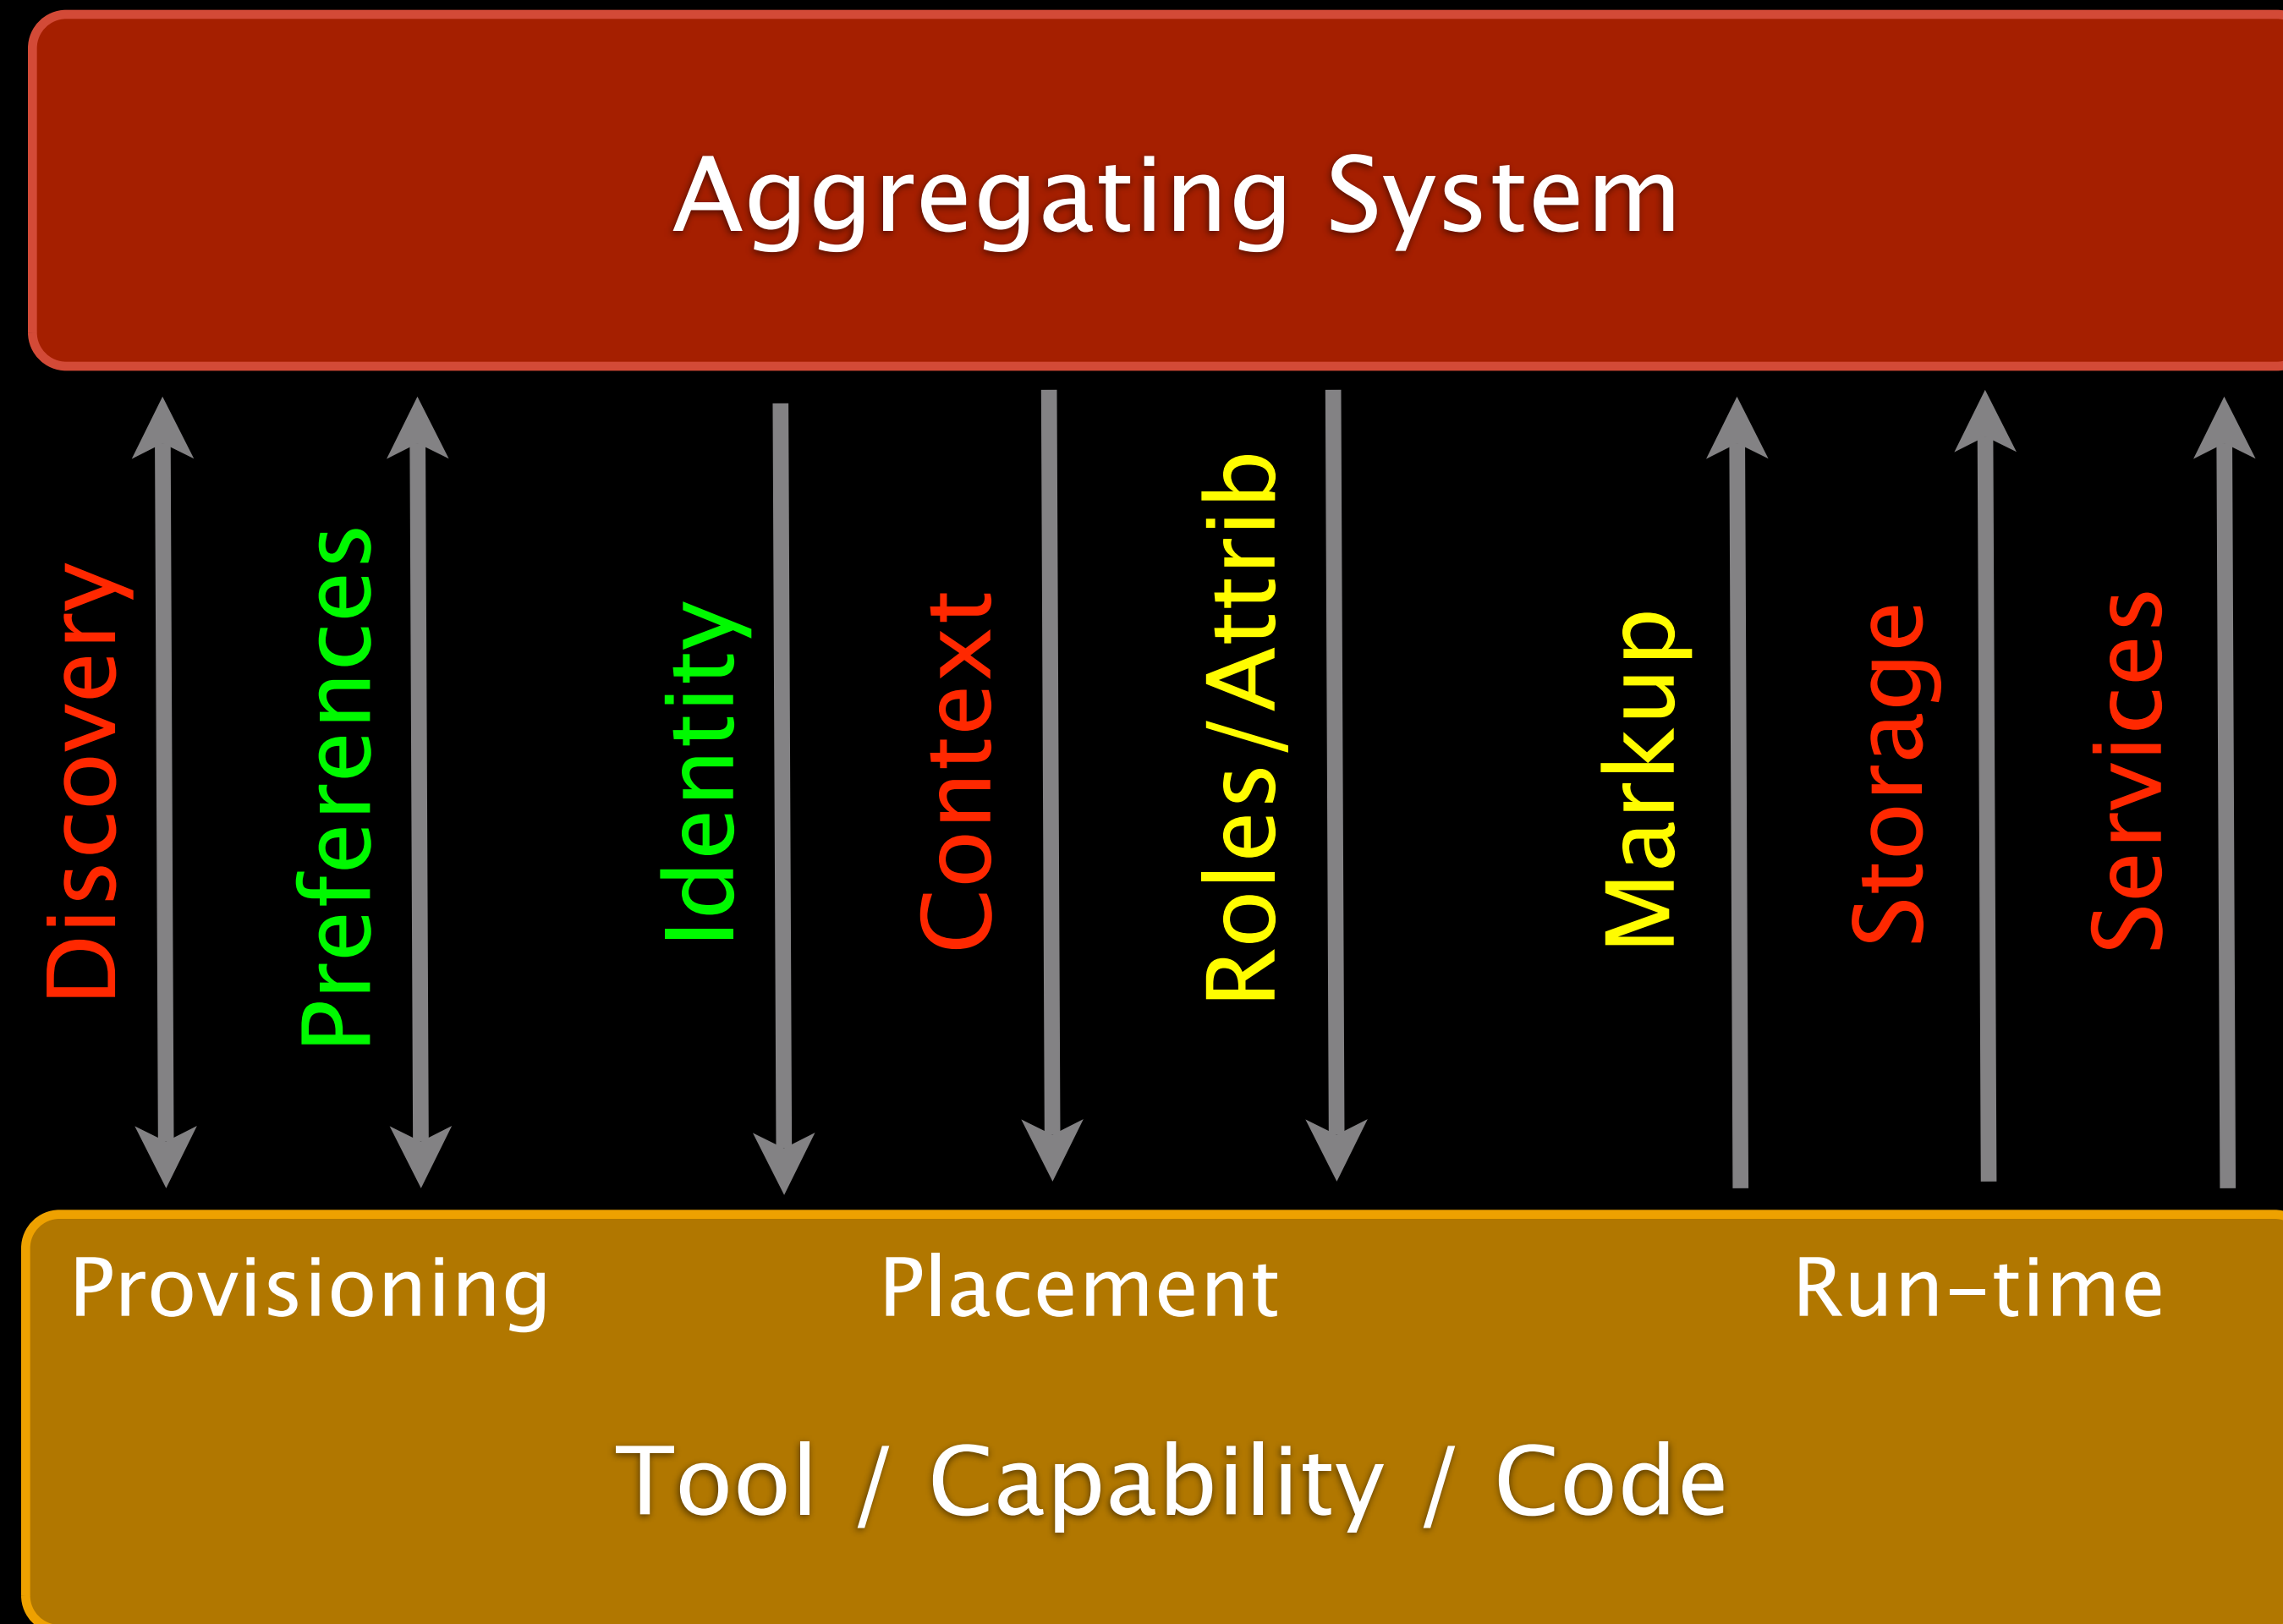 Aggregating System
Discovery
Preferences
Identity
Context
Roles/Attrib
Markup
Storage
Services
Provisioning
Placement
Run-time
Tool / Capability / Code